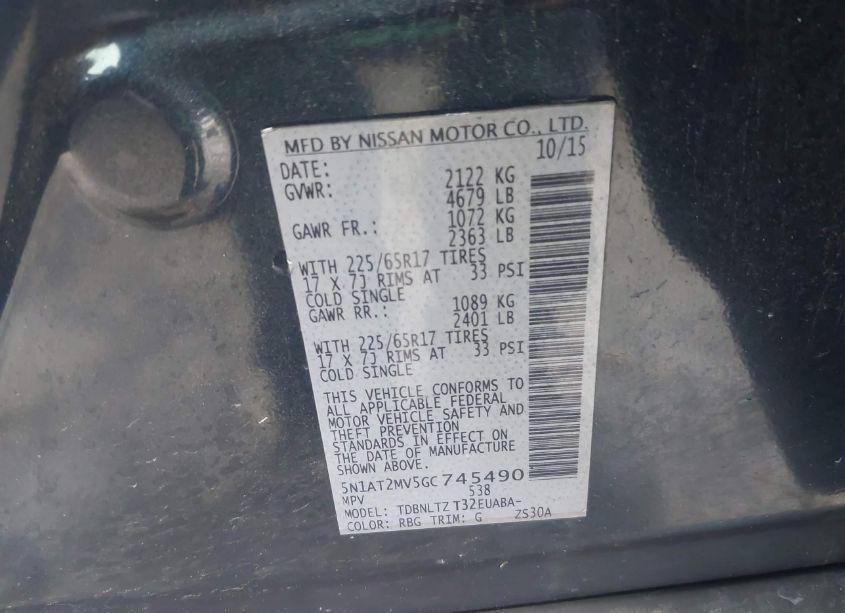 MFD BY NISSAN MOTOR CO., LTD.
DATE: 10/15
GVWR: 2122 KG
4679 LB
GAWR FR.: 1072 KG
2363 LB
WITH 225/65R17 TIRES
17 X 7J RIMS AT 33 PSI
COLD SINGLE
GAWR RR.: 1089 KG
2401 LB
WITH 225/65R17 TIRES
17 X 7J RIMS AT 33 PSI
COLD SINGLE
THIS VEHICLE CONFORMS TO
ALL APPLICABLE FEDERAL
MOTOR VEHICLE SAFETY AND
THEFT PREVENTION
STANDARDS IN EFFECT ON
THE DATE OF MANUFACTURE
SHOWN ABOVE.
5N1AT2MV5GC745490
MPV 538
MODEL: TDBNLTZ T32EUABA-
COLOR: RBG TRIM: G ZS30A